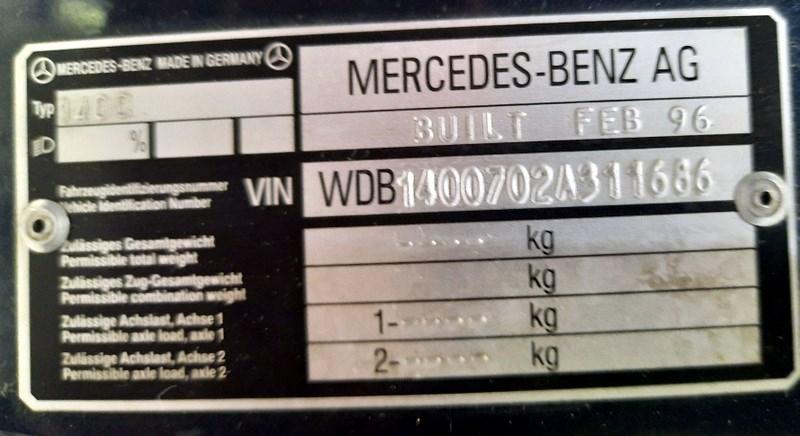 MERCEDES-BENZ MADE IN GERMANY
MERCEDES-BENZ AG
Typ 140 C
BUILT FEB 96
%
Fahrzeugidentifizierungsnummer
Vehicle Identification Number
VIN WDB1400702A311686
Zulässiges Gesamtgewicht
Permissible total weight
------ kg
Zulässiges Zug-Gesamtgewicht
Permissible combination weight
kg
Zulässige Achslast, Achse 1
Permissible axle load, axle 1
1- ------ kg
Zulässige Achslast, Achse 2
Permissible axle load, axle 2
2- ------ kg